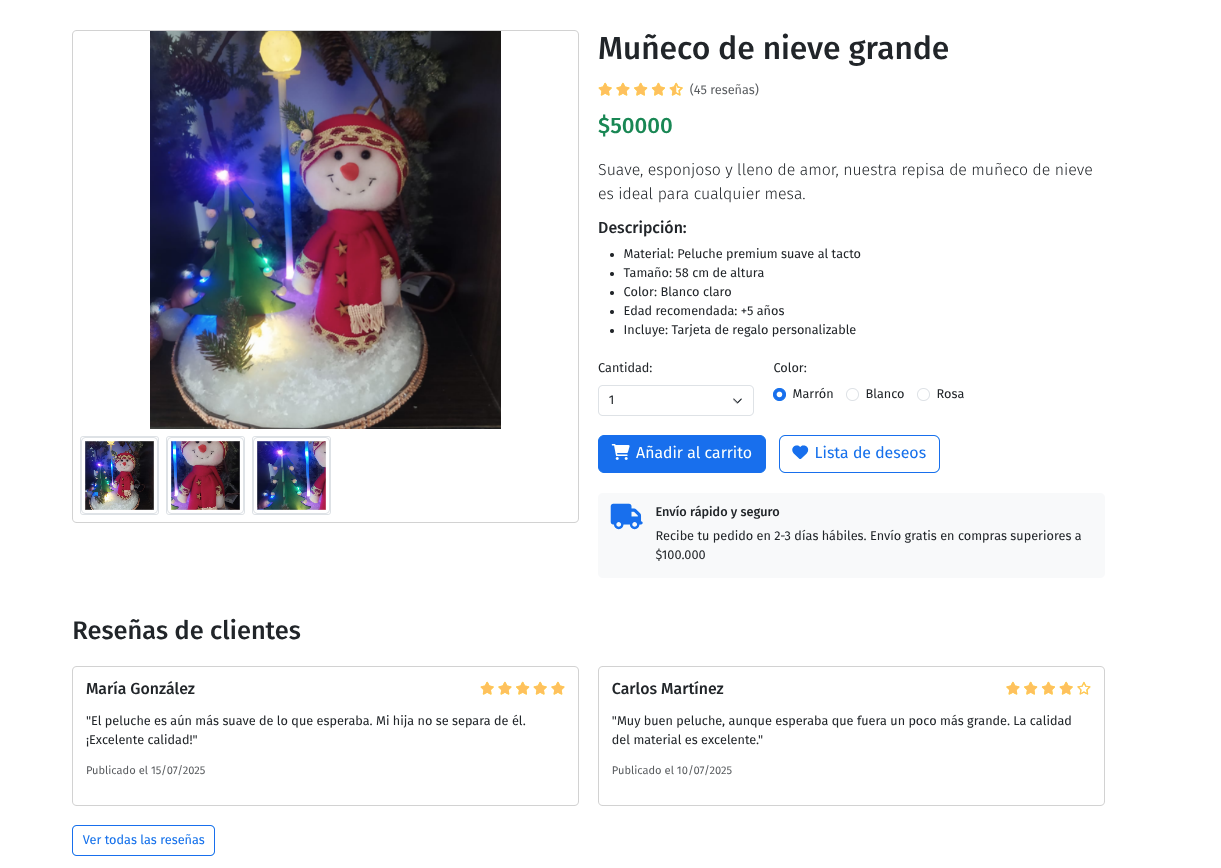 Muñeco de nieve grande
(45 reseñas)
$50000
Suave, esponjoso y lleno de amor, nuestra repisa de muñeco de nieve
es ideal para cualquier mesa.
Descripción:
Material: Peluche premium suave al tacto
Tamaño: 58 cm de altura
Color: Blanco claro
Edad recomendada: +5 años
Incluye: Tarjeta de regalo personalizable
Cantidad:
Color:
1
Marrón
Blanco
Rosa
Añadir al carrito
Lista de deseos
Envío rápido y seguro
Recibe tu pedido en 2-3 días hábiles. Envío gratis en compras superiores a
$100.000
Reseñas de clientes
María González
"El peluche es aún más suave de lo que esperaba. Mi hija no se separa de él.
¡Excelente calidad!"
Publicado el 15/07/2025
Carlos Martínez
"Muy buen peluche, aunque esperaba que fuera un poco más grande. La calidad
del material es excelente."
Publicado el 10/07/2025
Ver todas las reseñas